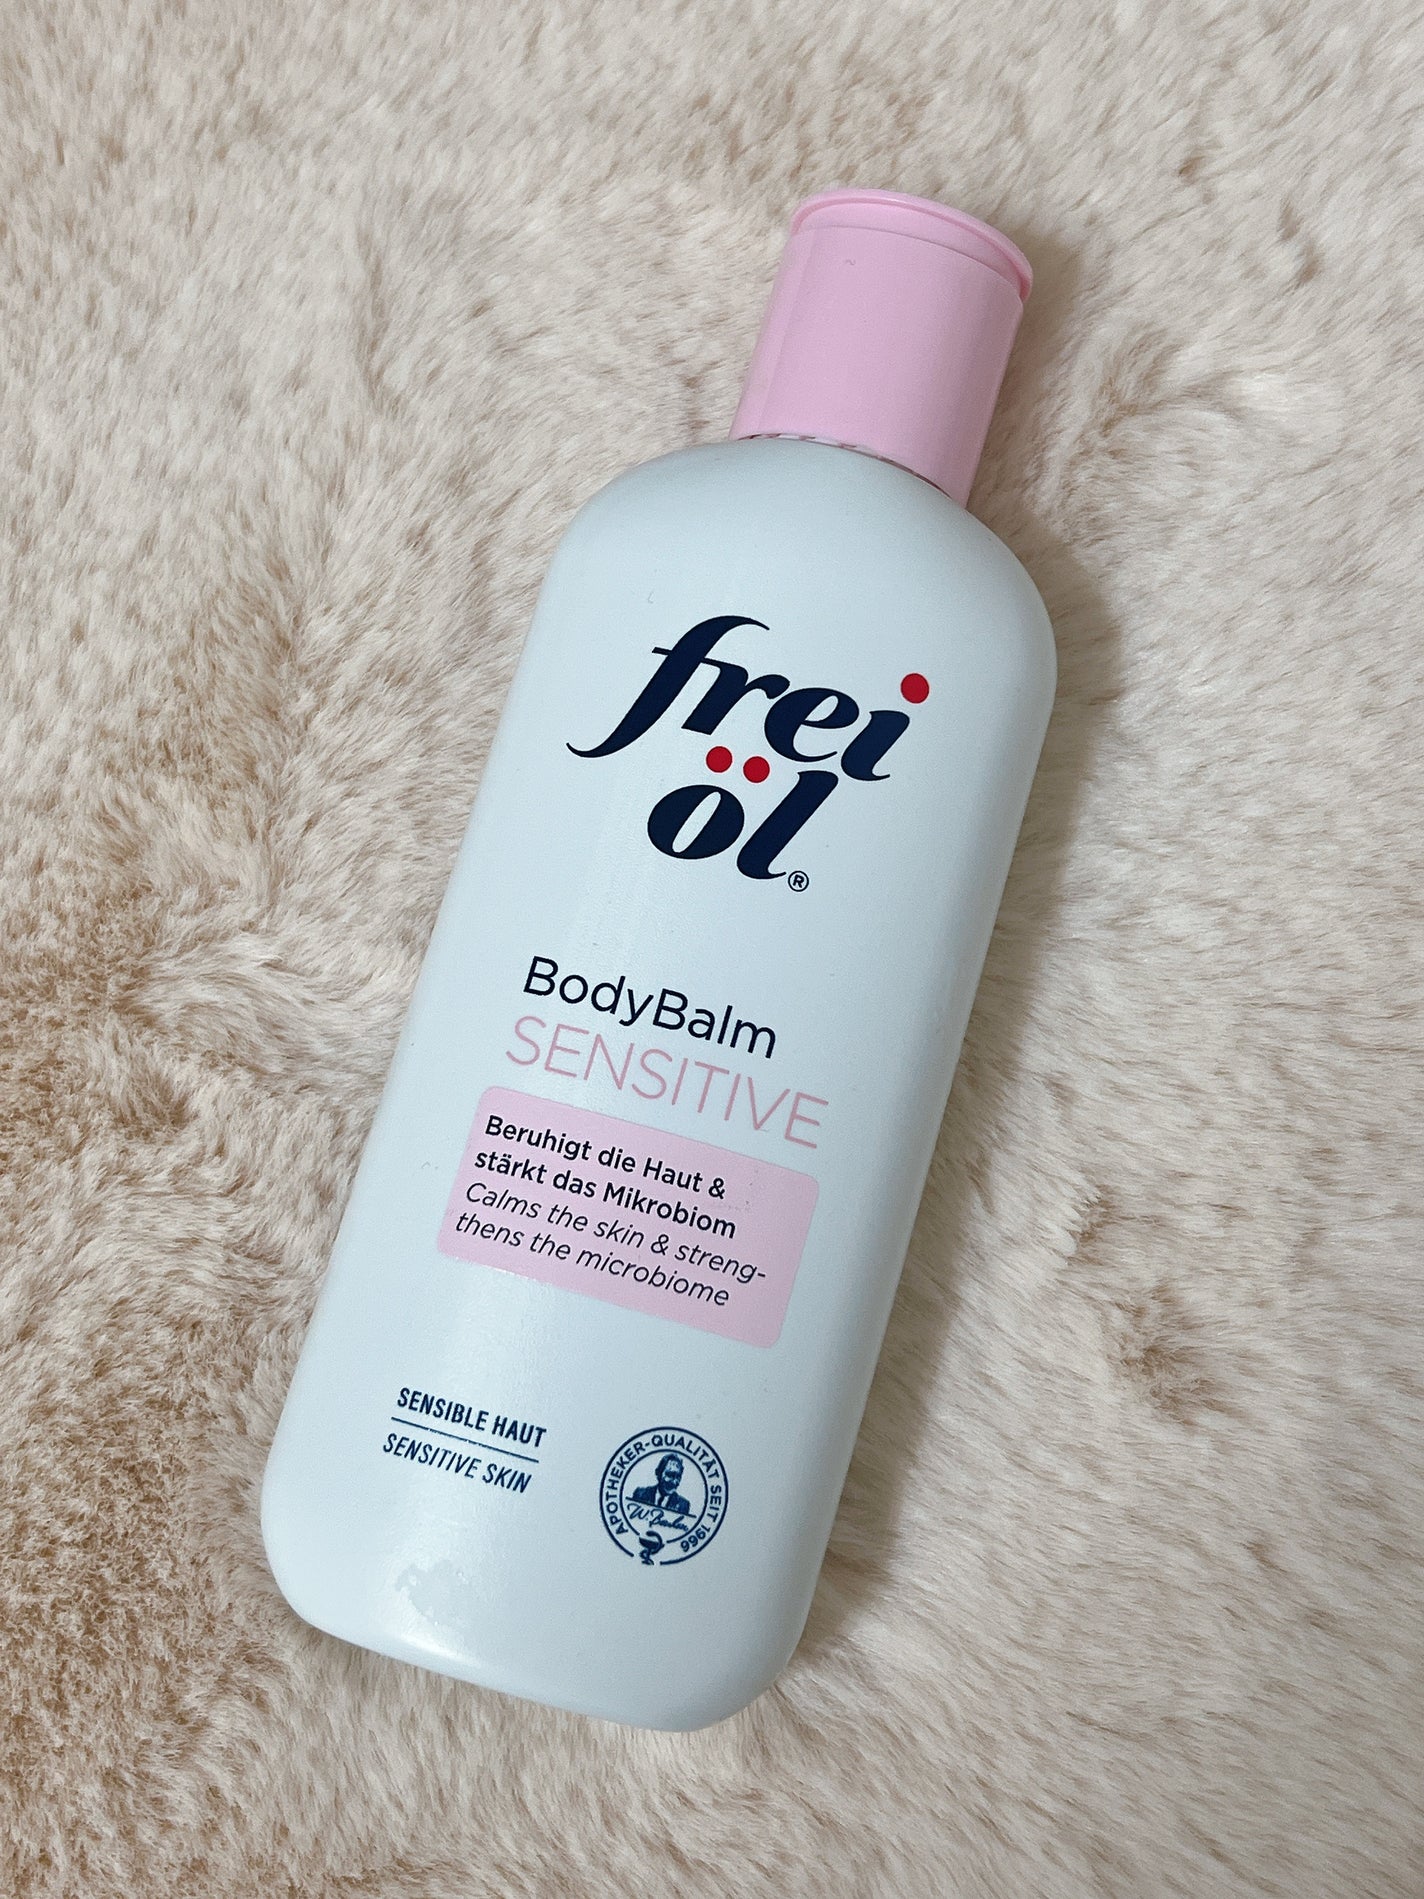 frei
öl®
BodyBalm
SENSITIVE
Beruhigt die Haut &
stärkt das Mikrobiom
Calms the skin & streng-
thens the microbiome
SENSIBLE HAUT
SENSITIVE SKIN
APOTHEKER-QUALITÄT SEIT 1966